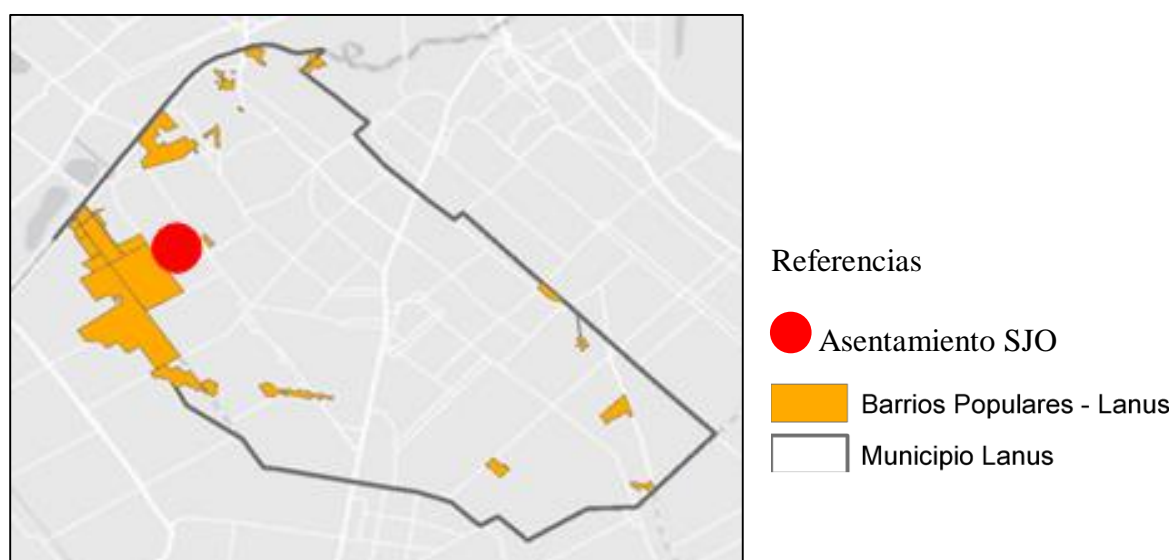 Referencias
Asentamiento SJO
Barrios Populares - Lanus
Municipio Lanus